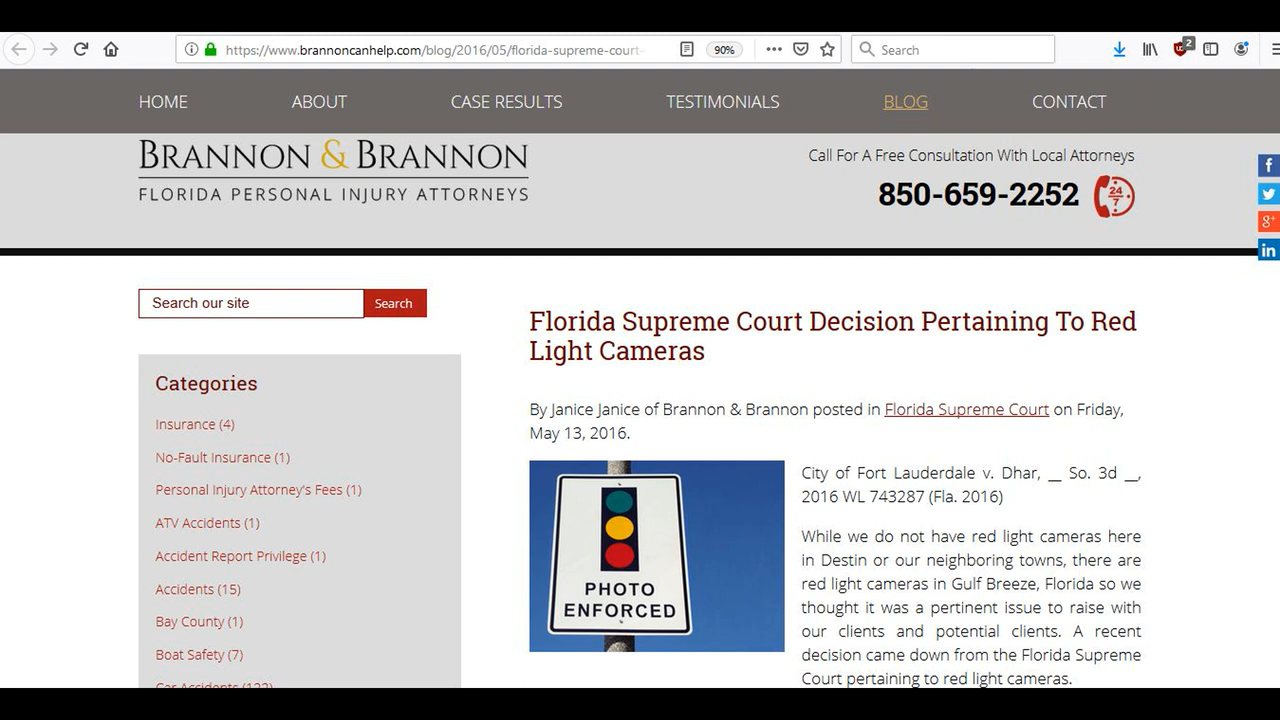 https://www.brannoncanhelp.com/blog/2016/05/florida-supreme-court-
90%
Search
2
HOME
ABOUT
CASE RESULTS
TESTIMONIALS
BLOG
CONTACT
BRANNON & BRANNON
FLORIDA PERSONAL INJURY ATTORNEYS
Call For A Free Consultation With Local Attorneys
850-659-2252
24
7
f
g+
in
Search our site
Search
Categories
Insurance (4)
No-Fault Insurance (1)
Personal Injury Attorney's Fees (1)
ATV Accidents (1)
Accident Report Privilege (1)
Accidents (15)
Bay County (1)
Boat Safety (7)
Car Accidents (122)
Florida Supreme Court Decision Pertaining To Red
Light Cameras
By Janice Janice of Brannon & Brannon posted in Florida Supreme Court on Friday,
May 13, 2016.
PHOTO
ENFORCED
City of Fort Lauderdale v. Dhar, __ So. 3d __,
2016 WL 743287 (Fla. 2016)
While we do not have red light cameras here
in Destin or our neighboring towns, there are
red light cameras in Gulf Breeze, Florida so we
thought it was a pertinent issue to raise with
our clients and potential clients. A recent
decision came down from the Florida Supreme
Court pertaining to red light cameras.